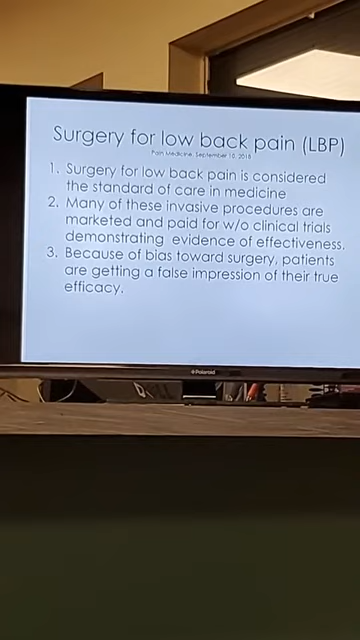 Surgery for low back pain (LBP)
Pain Medicine, September 10, 2018
1. Surgery for low back pain is considered
the standard of care in medicine
2. Many of these invasive procedures are
marketed and paid for w/o clinical trials
demonstrating evidence of effectiveness.
3. Because of bias toward surgery, patients
are getting a false impression of their true
efficacy.
Polaroid